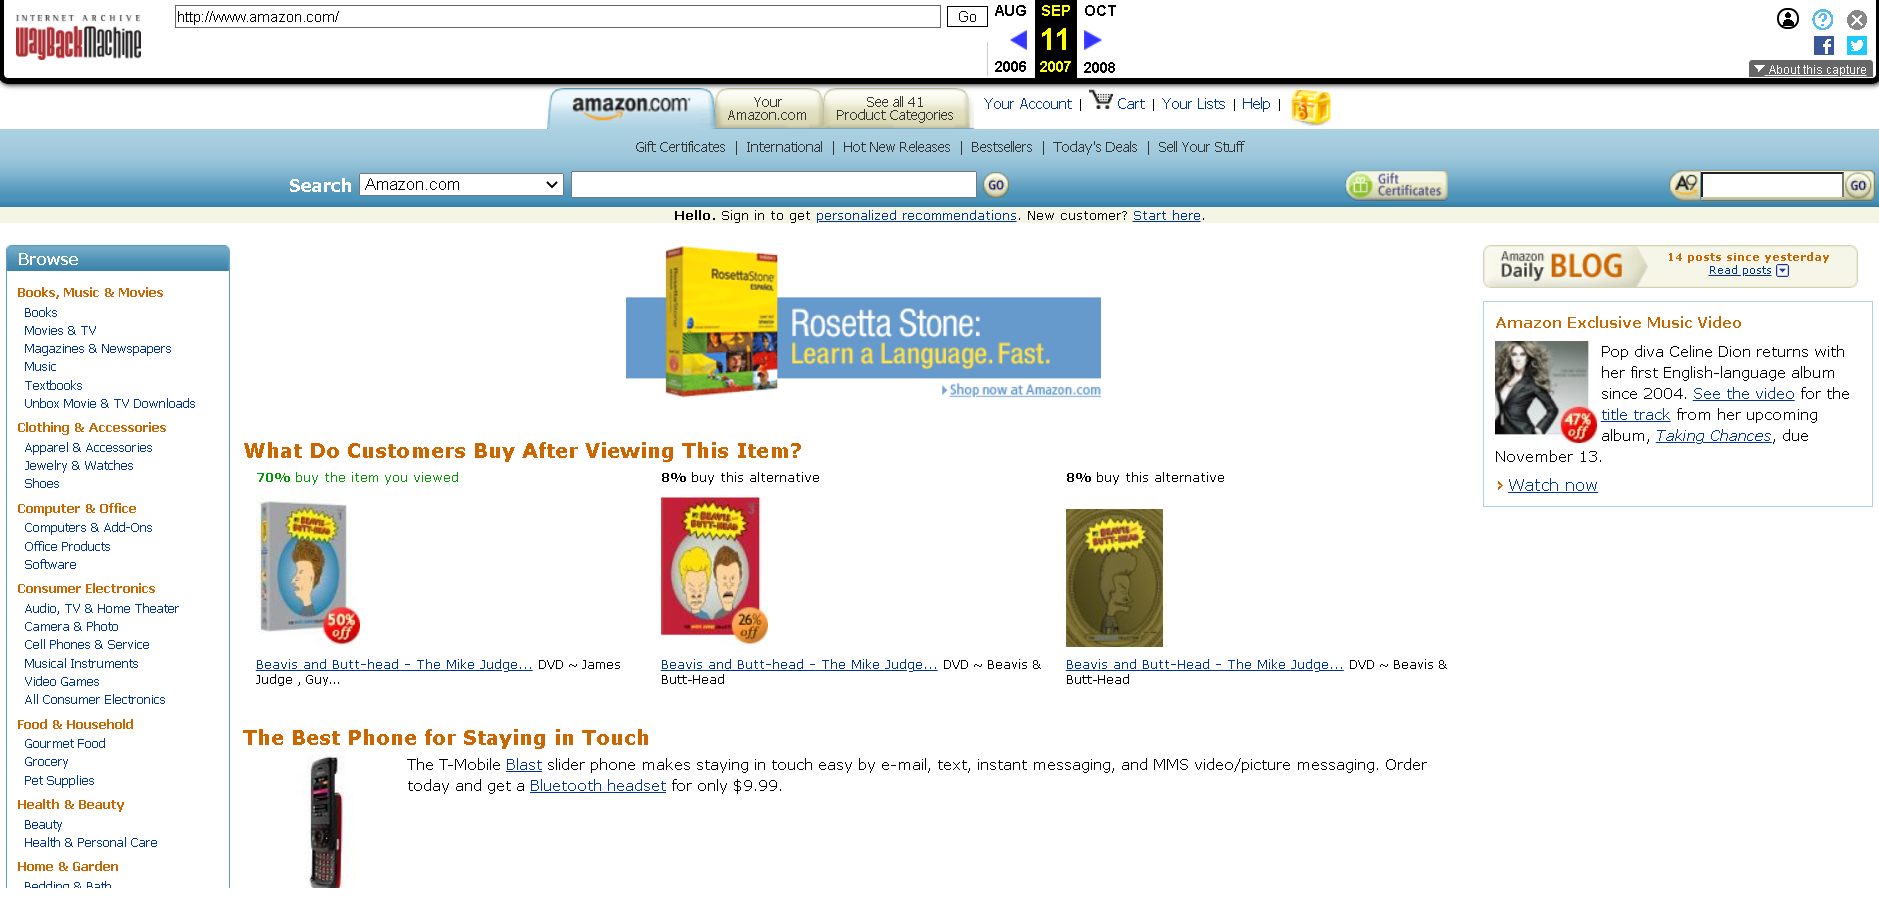 INTERNET ARCHIVE
WayBackMachine
http://www.amazon.com/
Go
AUG
SEP
OCT
11
2006
2007
2008
About this capture
amazon.com
Your
Amazon.com
See all 41
Product Categories
Your Account | Cart | Your Lists | Help |
Gift Certificates | International | Hot New Releases | Bestsellers | Today's Deals | Sell Your Stuff
Search
Amazon.com
GO
Gift
Certificates
A9
GO
Hello. Sign in to get personalized recommendations. New customer? Start here.
Browse
Books, Music & Movies
Books
Movies & TV
Magazines & Newspapers
Music
Textbooks
Unbox Movie & TV Downloads
Clothing & Accessories
Apparel & Accessories
Jewelry & Watches
Shoes
Computer & Office
Computers & Add-Ons
Office Products
Software
Consumer Electronics
Audio, TV & Home Theater
Camera & Photo
Cell Phones & Service
Musical Instruments
Video Games
All Consumer Electronics
Food & Household
Gourmet Food
Grocery
Pet Supplies
Health & Beauty
Beauty
Health & Personal Care
Home & Garden
Bedding & Bath
RosettaStone
ESPAÑOL
Rosetta Stone:
Learn a Language. Fast.
Shop now at Amazon.com
What Do Customers Buy After Viewing This Item?
70% buy the item you viewed
BEAVIS and
BUTT-HEAD
50%
off
Beavis and Butt-head - The Mike Judge... DVD ~ James
Judge , Guy...
8% buy this alternative
BEAVIS and
BUTT-HEAD
3
26%
off
Beavis and Butt-head - The Mike Judge... DVD ~ Beavis &
Butt-Head
8% buy this alternative
BEAVIS and
BUTT-HEAD
Beavis and Butt-Head - The Mike Judge... DVD ~ Beavis &
Butt-Head
The Best Phone for Staying in Touch
The T-Mobile Blast slider phone makes staying in touch easy by e-mail, text, instant messaging, and MMS video/picture messaging. Order
today and get a Bluetooth headset for only $9.99.
Amazon
Daily BLOG
14 posts since yesterday
Read posts
Amazon Exclusive Music Video
47%
off
Pop diva Celine Dion returns with
her first English-language album
since 2004. See the video for the
title track from her upcoming
album, Taking Chances, due
November 13.
Watch now